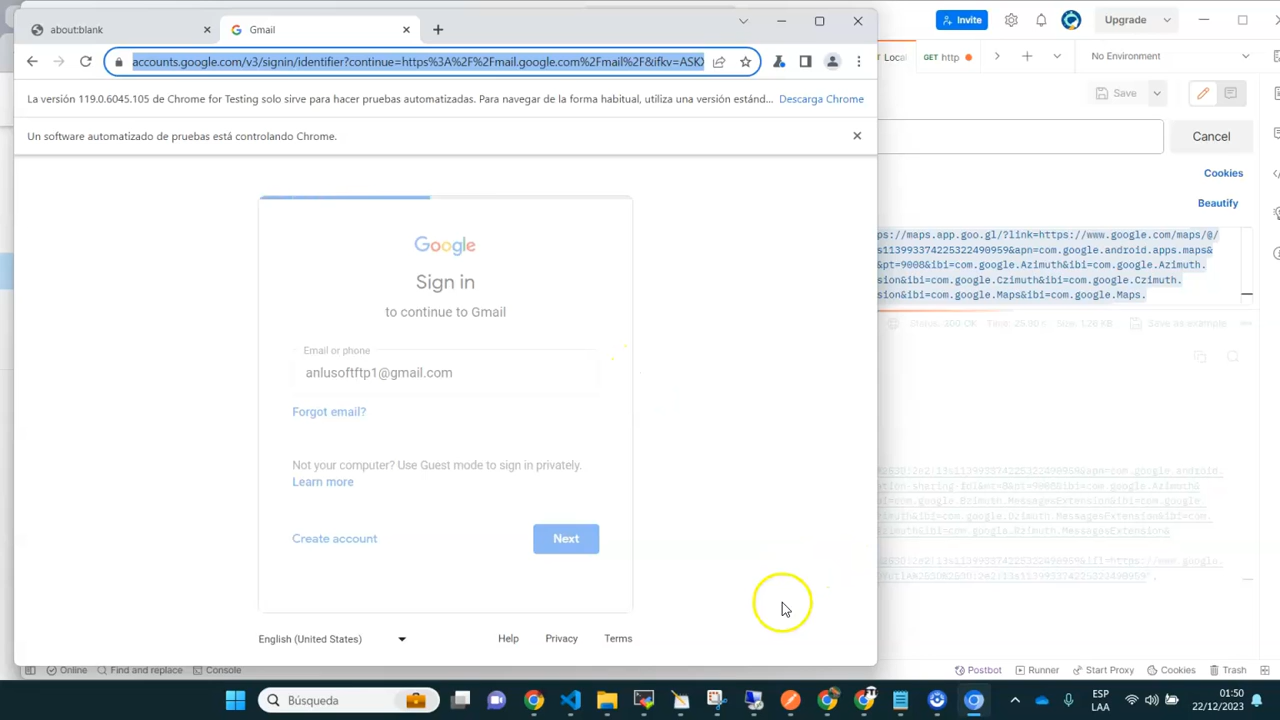 about:blank
Gmail
Invite
Upgrade
accounts.google.com/v3/signin/identifier?continue=https%3A%2F%2Fmail.google.com%2Fmail%2F&ifkv=ASKX
Local
GET http
No Environment
La versión 119.0.6045.105 de Chrome for Testing solo sirve para hacer pruebas automatizadas. Para navegar de la forma habitual, utiliza una versión estánd...
Descarga Chrome
Save
Un software automatizado de pruebas está controlando Chrome.
Cancel
Cookies
Beautify
ps://maps.app.goo.gl/?link=https://www.google.com/maps/@/
s113993374225322490959&apn=com.google.android.apps.maps&
&pt=9008&ibi=com.google.Azimuth&ibi=com.google.Azimuth.
sion&ibi=com.google.Czimuth&ibi=com.google.Czimuth.
sion&ibi=com.google.Maps&ibi=com.google.Maps.
Google
Sign in
to continue to Gmail
Email or phone
anlusoftftp1@gmail.com
Forgot email?
Not your computer? Use Guest mode to sign in privately.
Learn more
Create account
Next
English (United States)
Help
Privacy
Terms
Save as example
Online
Find and replace
Console
Postbot
Runner
Start Proxy
Cookies
Trash
Búsqueda
ESP
LAA
01:50
22/12/2023